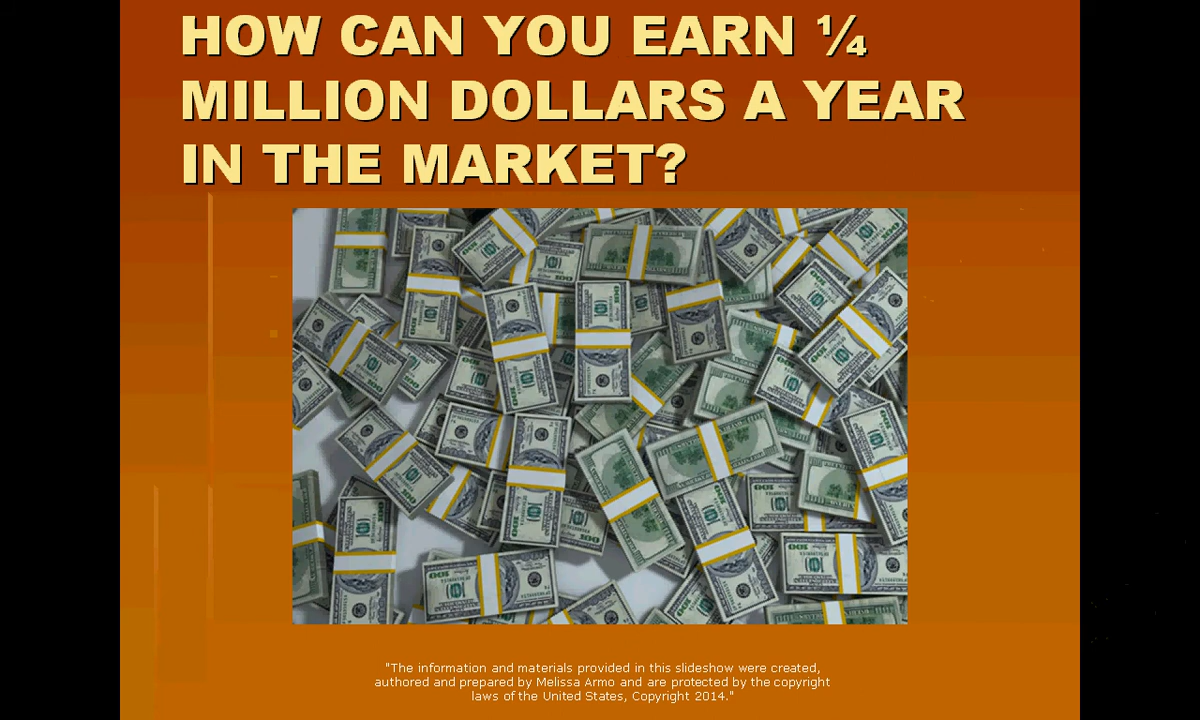 HOW CAN YOU EARN ¼
MILLION DOLLARS A YEAR
IN THE MARKET?
"The information and materials provided in this slideshow were created,
authored and prepared by Melissa Armo and are protected by the copyright
laws of the United States, Copyright 2014."